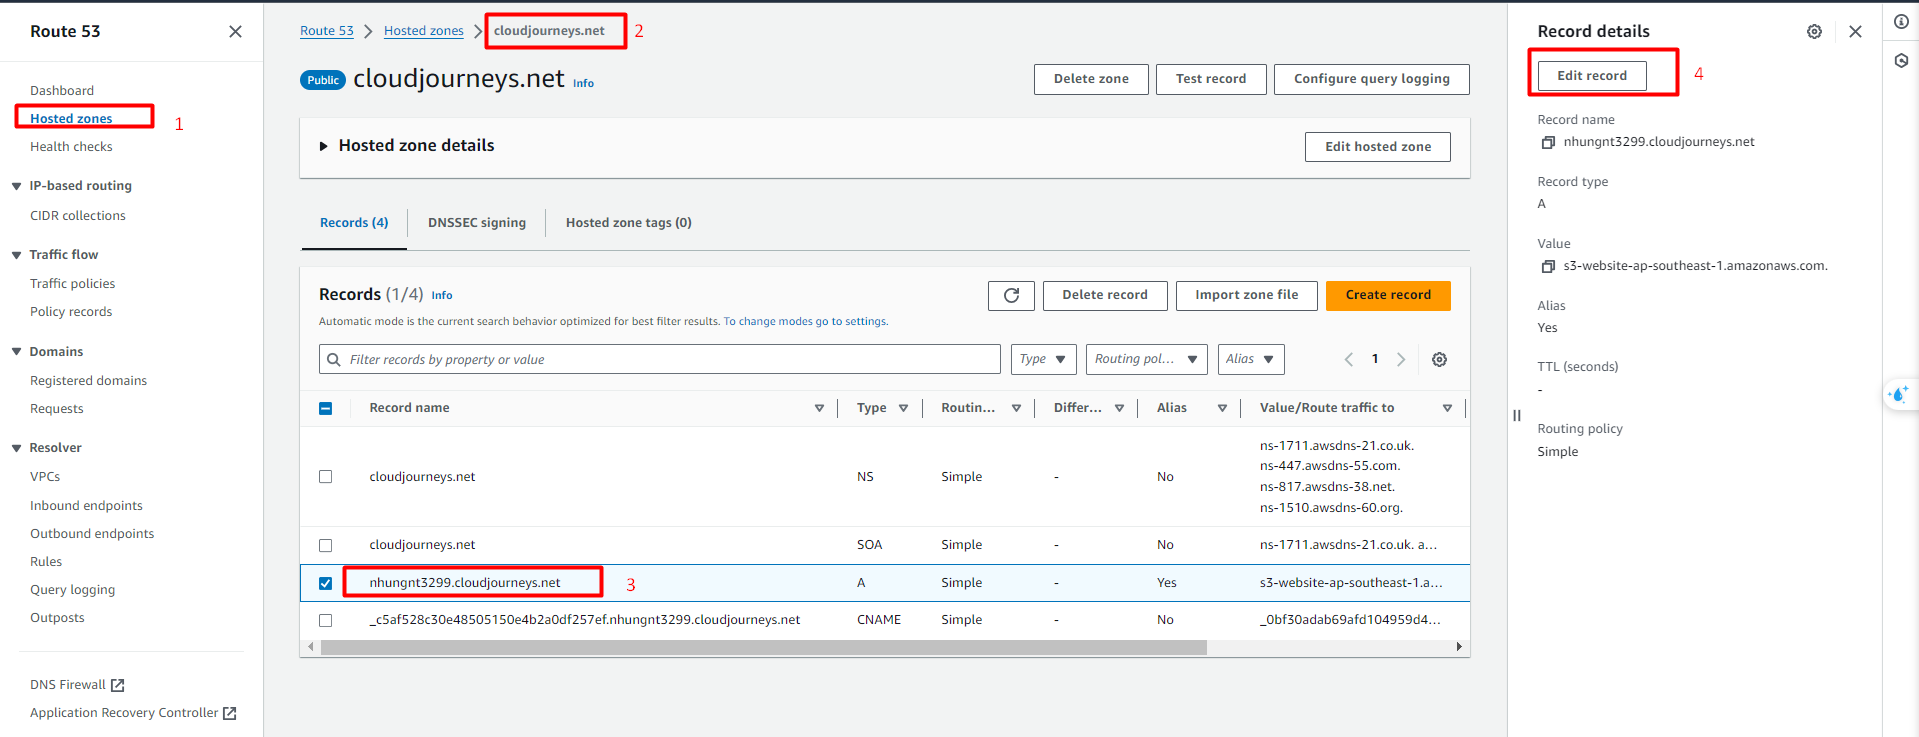 Route 53
Dashboard
Hosted zones
1
Health checks
IP-based routing
CIDR collections
Traffic flow
Traffic policies
Policy records
Domains
Registered domains
Requests
Resolver
VPCs
Inbound endpoints
Outbound endpoints
Rules
Query logging
Outposts
DNS Firewall
Application Recovery Controller
Route 53 Hosted zones cloudjourneys.net 2
Public cloudjourneys.net Info
Delete zone Test record Configure query logging
Hosted zone details Edit hosted zone
Records (4) DNSSEC signing Hosted zone tags (0)
Records (1/4) Info Delete record Import zone file Create record
Automatic mode is the current search behavior optimized for best filter results. To change modes go to settings.
Filter records by property or value Type Routing pol... Alias 1
Record name Type Routin... Differ... Alias Value/Route traffic to
cloudjourneys.net NS Simple - No ns-1711.awsdns-21.co.uk.
ns-447.awsdns-55.com.
ns-817.awsdns-38.net.
ns-1510.awsdns-60.org.
cloudjourneys.net SOA Simple - No ns-1711.awsdns-21.co.uk. a...
nhungnt3299.cloudjourneys.net 3 A Simple - Yes s3-website-ap-southeast-1.a...
_c5af528c30e48505150e4b2a0df257ef.nhungnt3299.cloudjourneys.net CNAME Simple - No _0bf30adab69afd104959d4...
Record details
Edit record 4
Record name
nhungnt3299.cloudjourneys.net
Record type
A
Value
s3-website-ap-southeast-1.amazonaws.com.
Alias
Yes
TTL (seconds)
-
Routing policy
Simple